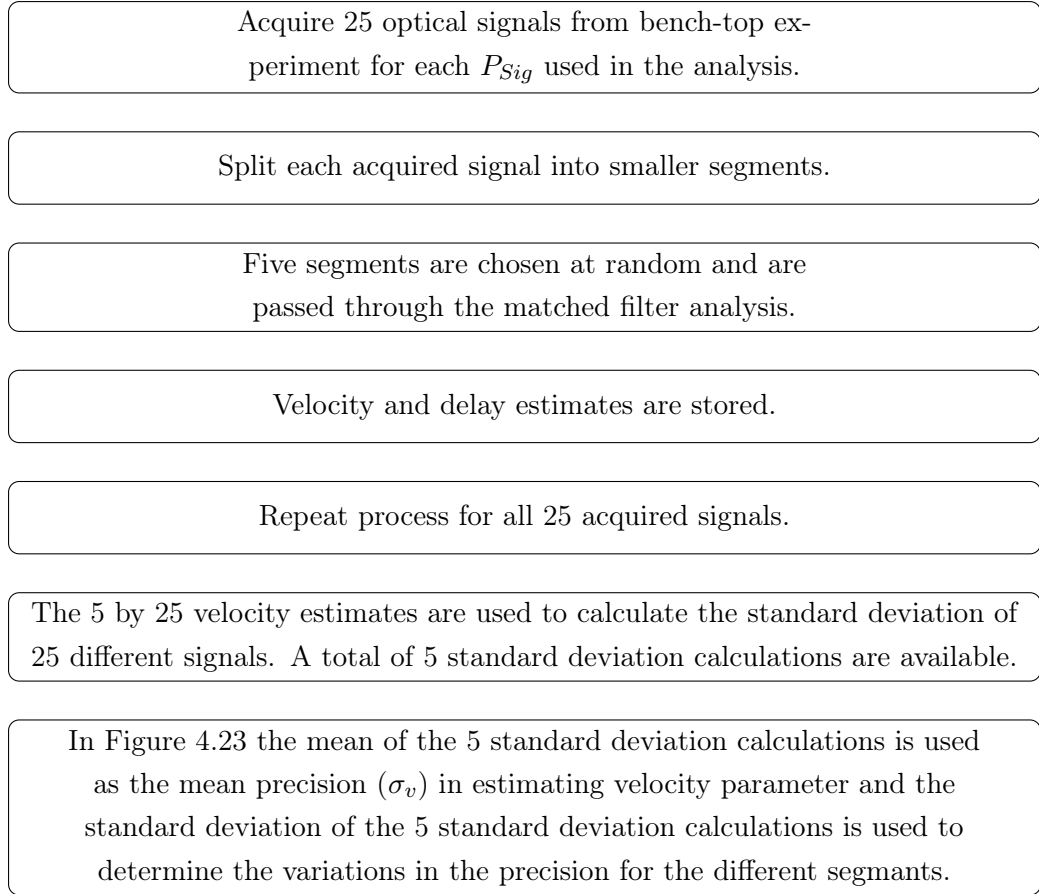 Acquire 25 optical signals from bench-top ex-
periment for each P_{Sig} used in the analysis.
Split each acquired signal into smaller segments.
Five segments are chosen at random and are
passed through the matched filter analysis.
Velocity and delay estimates are stored.
Repeat process for all 25 acquired signals.
The 5 by 25 velocity estimates are used to calculate the standard deviation of
25 different signals. A total of 5 standard deviation calculations are available.
In Figure 4.23 the mean of the 5 standard deviation calculations is used
as the mean precision (σ_v) in estimating velocity parameter and the
standard deviation of the 5 standard deviation calculations is used to
determine the variations in the precision for the different segmants.